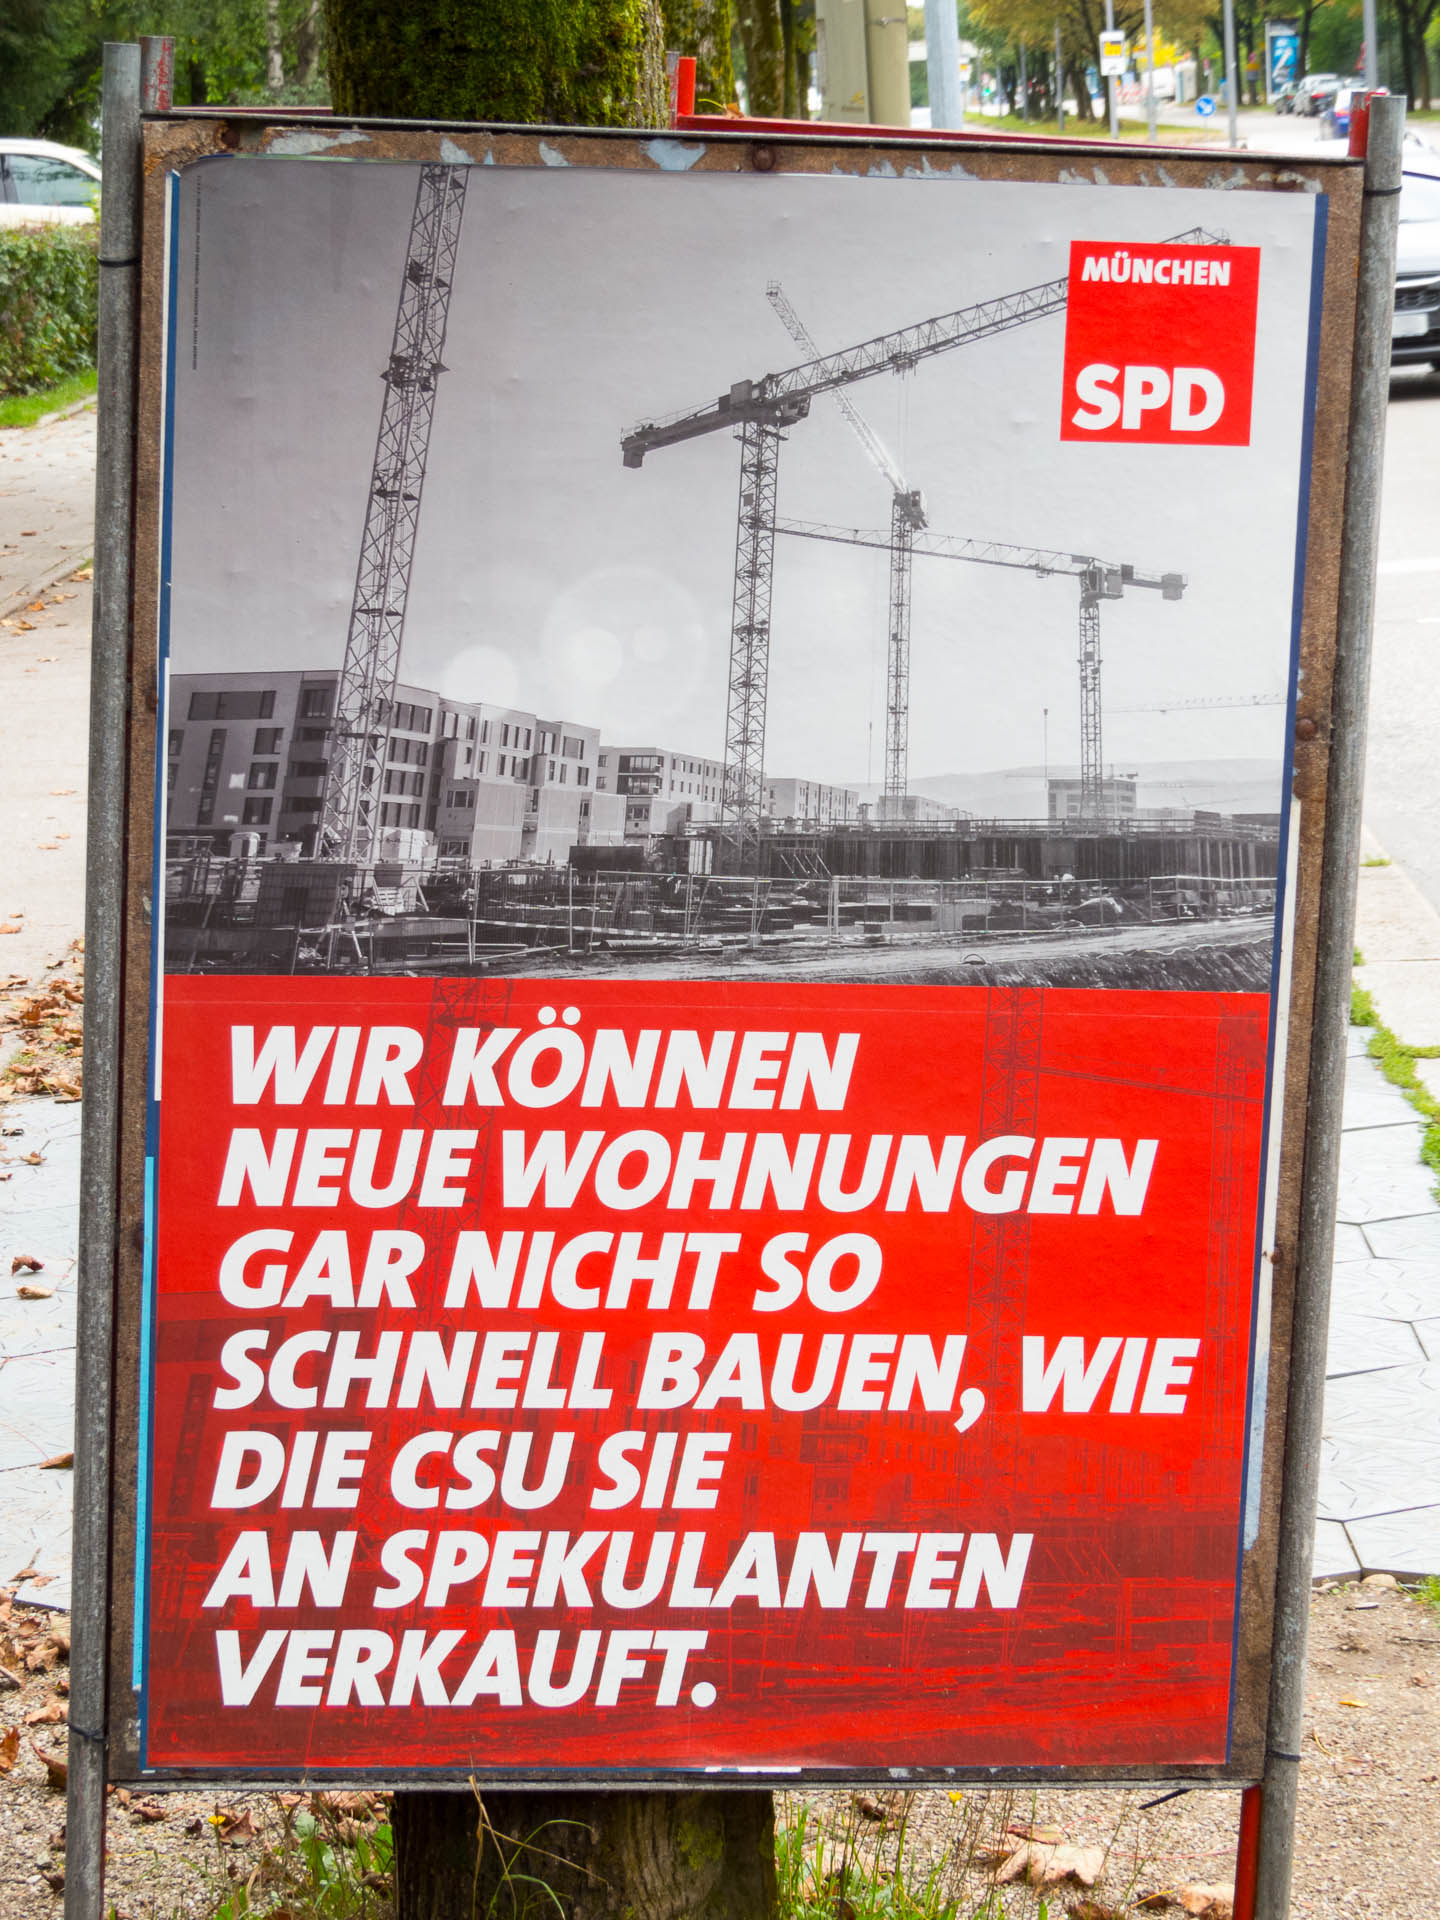 MÜNCHEN
SPD
WIR KÖNNEN
NEUE WOHNUNGEN
GAR NICHT SO
SCHNELL BAUEN, WIE
DIE CSU SIE
AN SPEKULANTEN
VERKAUFT.